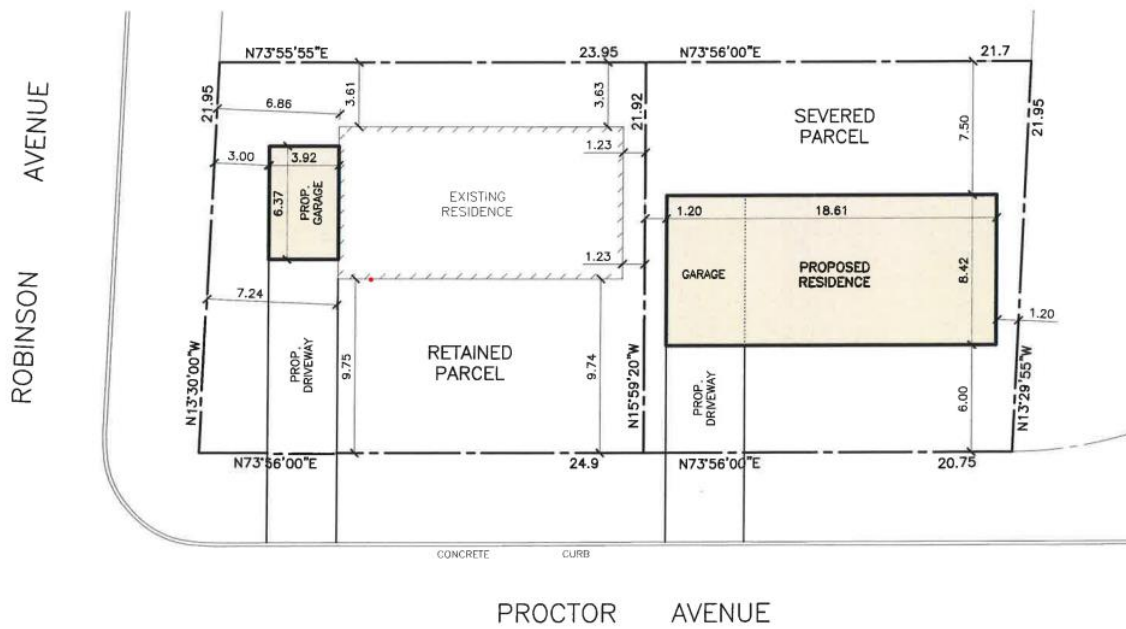 N73°55'55"E
23.95
N73°56'00"E
21.7
21.95
6.86
3.61
3.63
21.92
SEVERED
PARCEL
7.50
21.95
3.00
3.92
1.23
6.37
PROP.
GARAGE
EXISTING
RESIDENCE
1.20
18.61
1.23
GARAGE
PROPOSED
RESIDENCE
8.42
7.24
1.20
ROBINSON AVENUE
N13°30'00"W
PROP.
DRIVEWAY
9.75
RETAINED
PARCEL
9.74
N15°59'20"W
PROP.
DRIVEWAY
6.00
N13°29'55"W
N73°56'00"E
24.9
N73°56'00"E
20.75
CONCRETE CURB
PROCTOR AVENUE